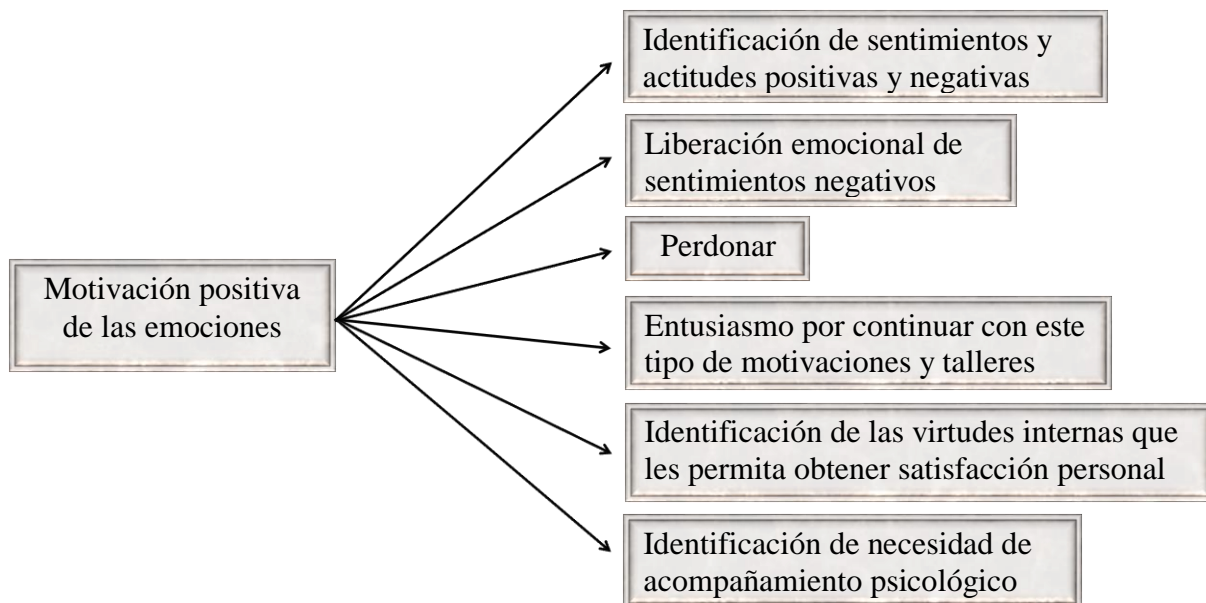 Motivación positiva
de las emociones
Identificación de sentimientos y
actitudes positivas y negativas
Liberación emocional de
sentimientos negativos
Perdonar
Entusiasmo por continuar con este
tipo de motivaciones y talleres
Identificación de las virtudes internas que
les permita obtener satisfacción personal
Identificación de necesidad de
acompañamiento psicológico